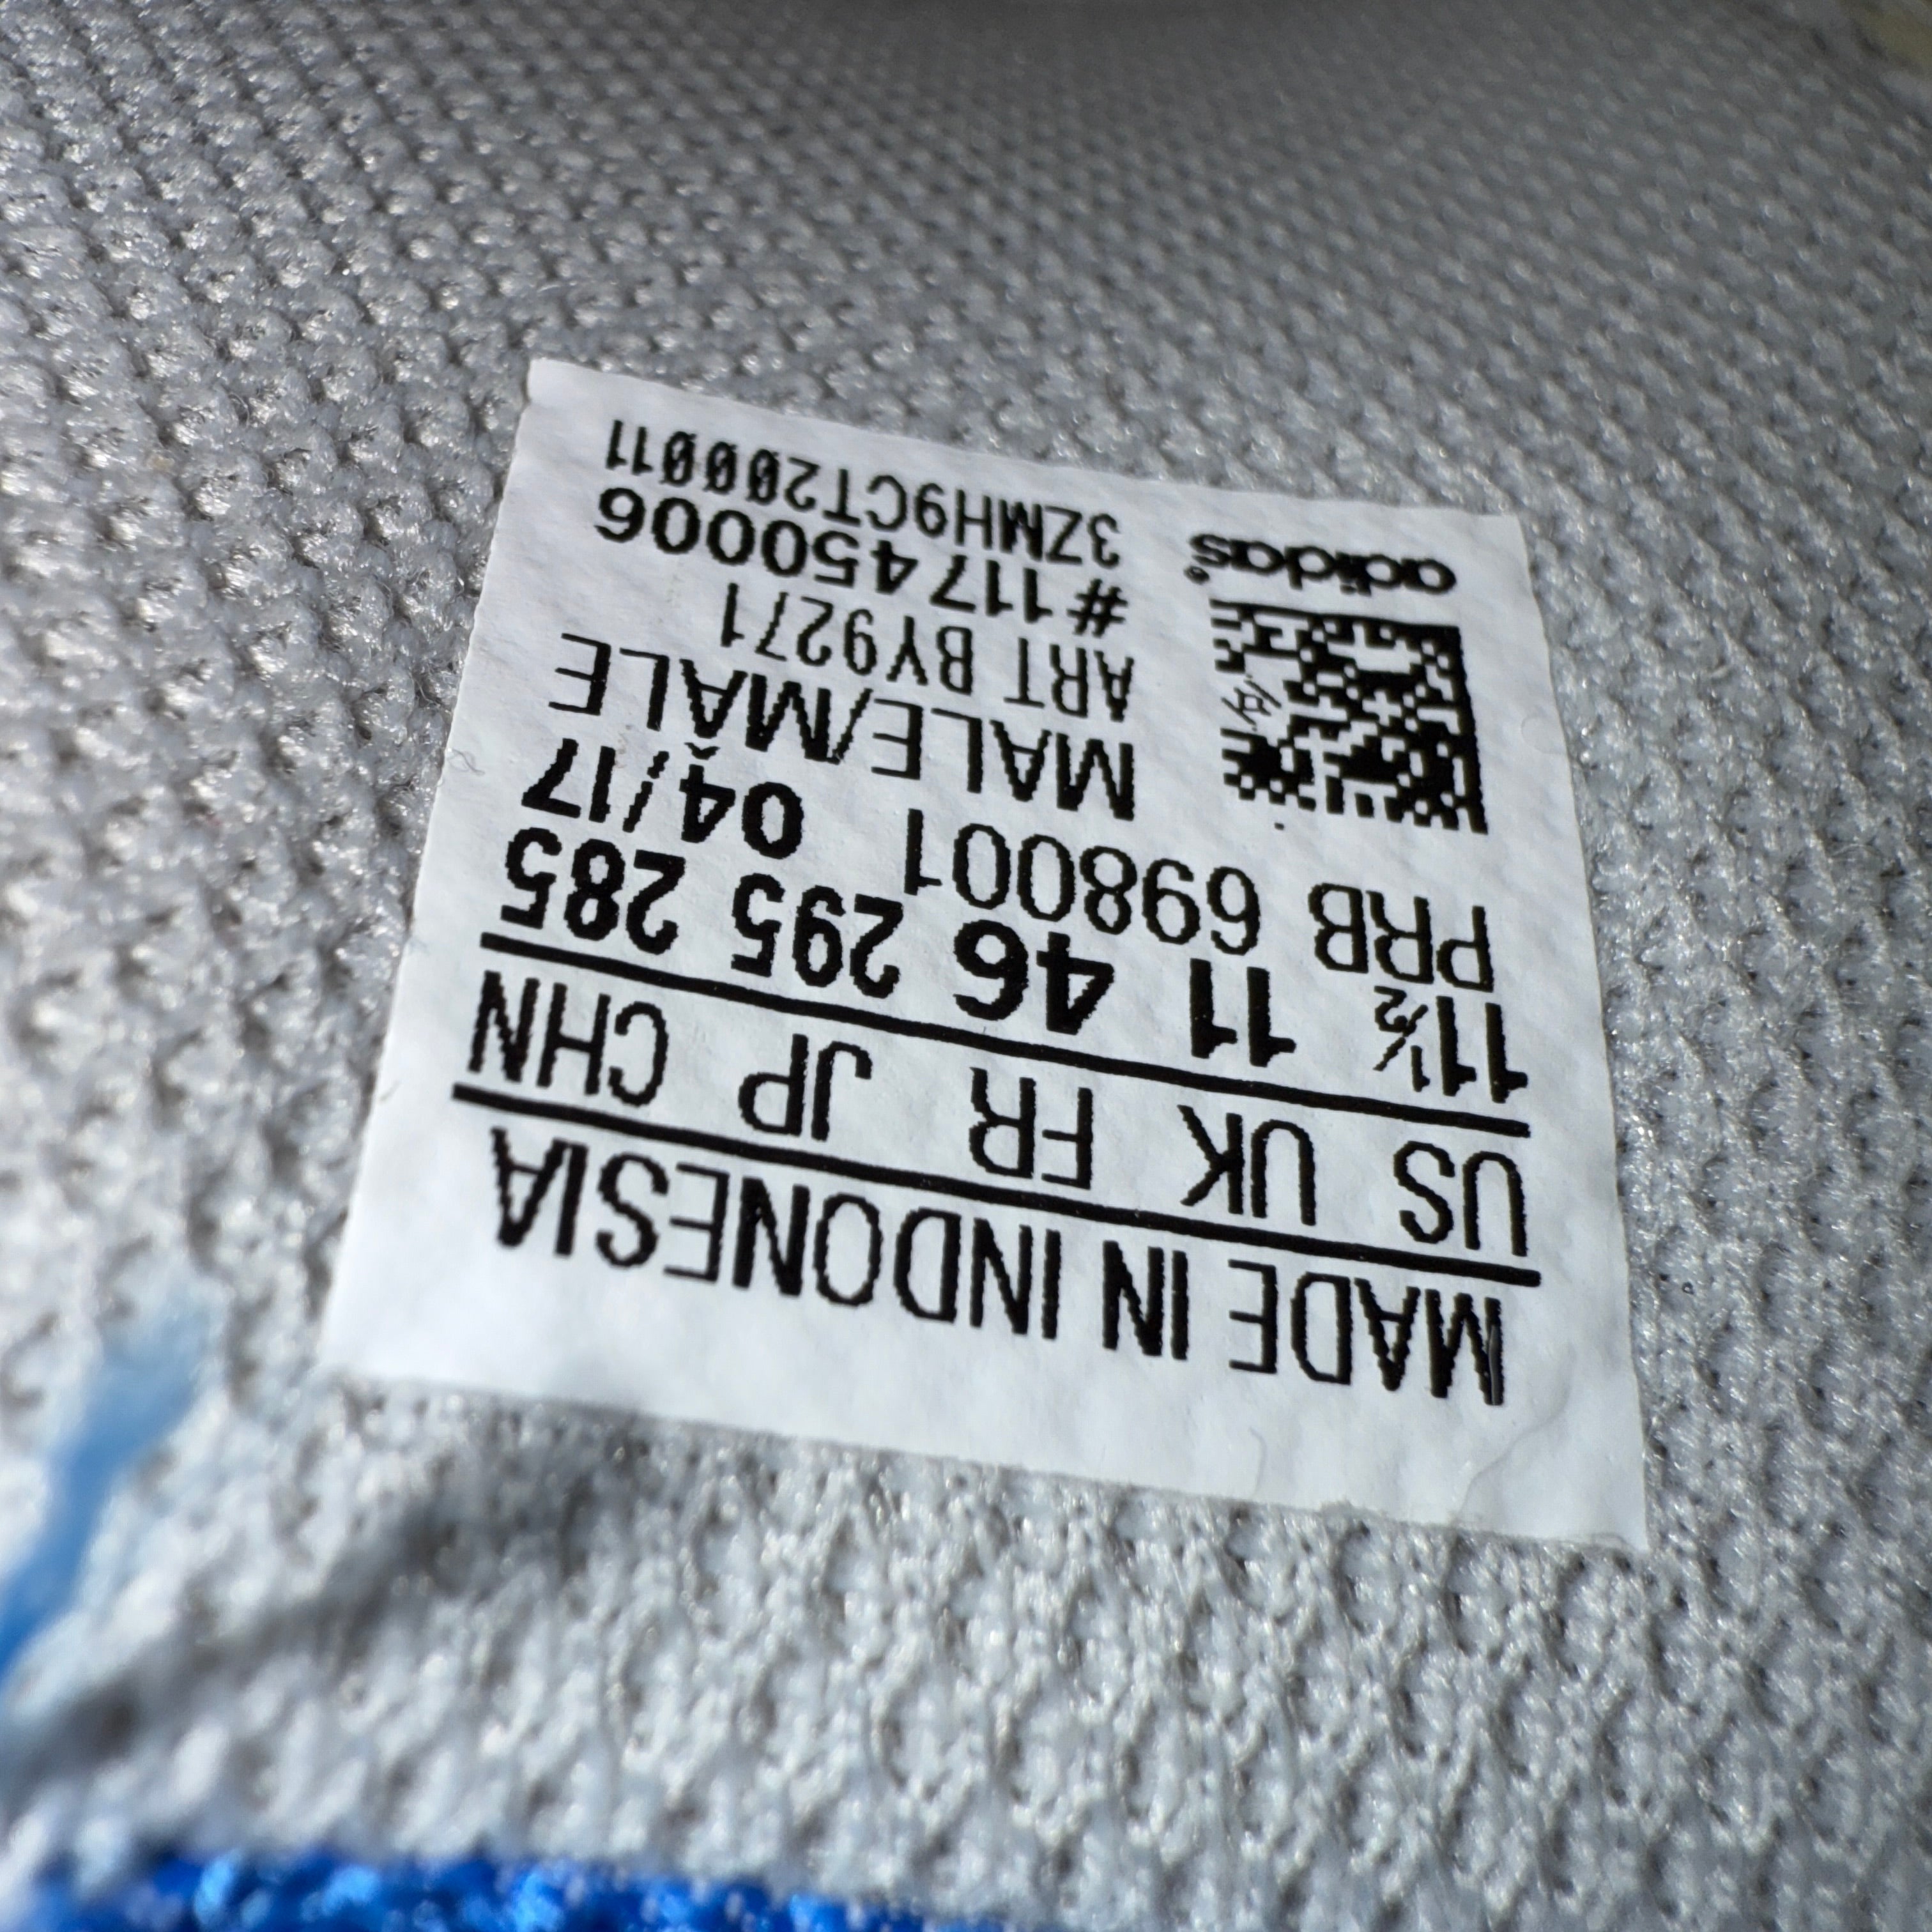 MADE IN INDONESIA
US UK FR JP CHN
11½ 11 46 295 285
PRB 698001 04/17
MALE/MÂLE
ART BY9271
#117450006
3ZMH9CT200011
adidas